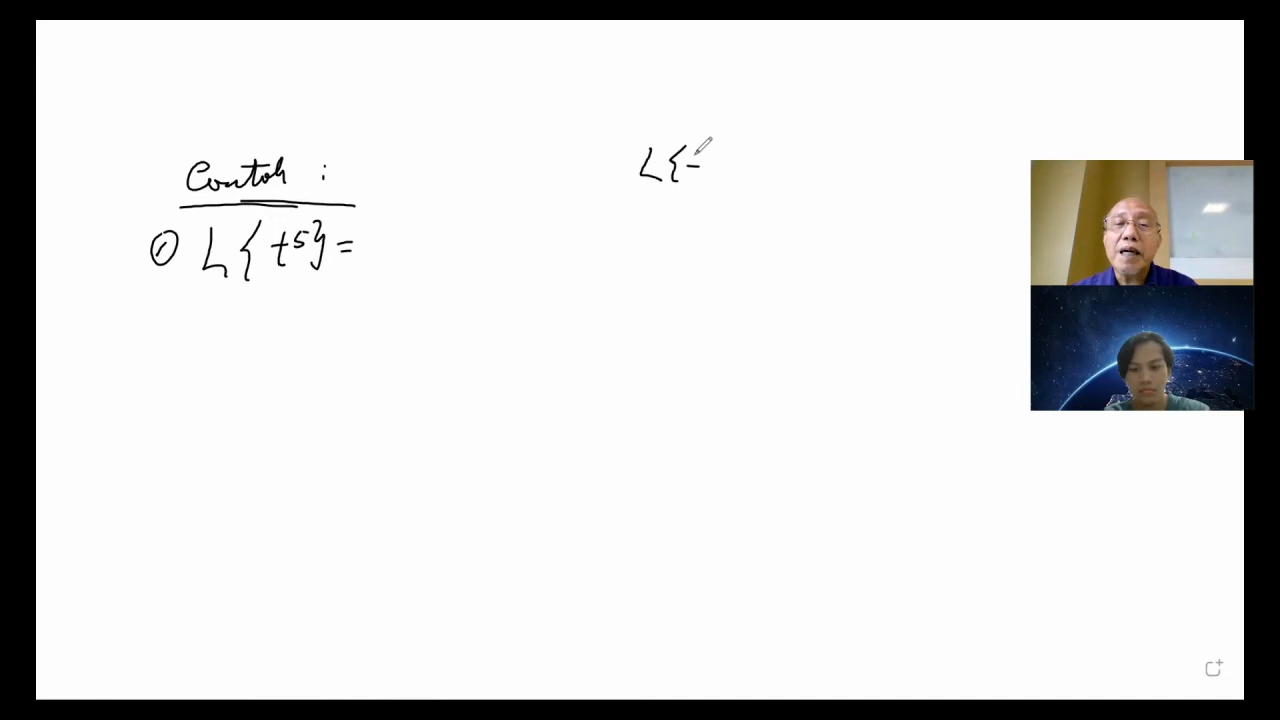 Contoh :
① L { t⁵} =
L {-